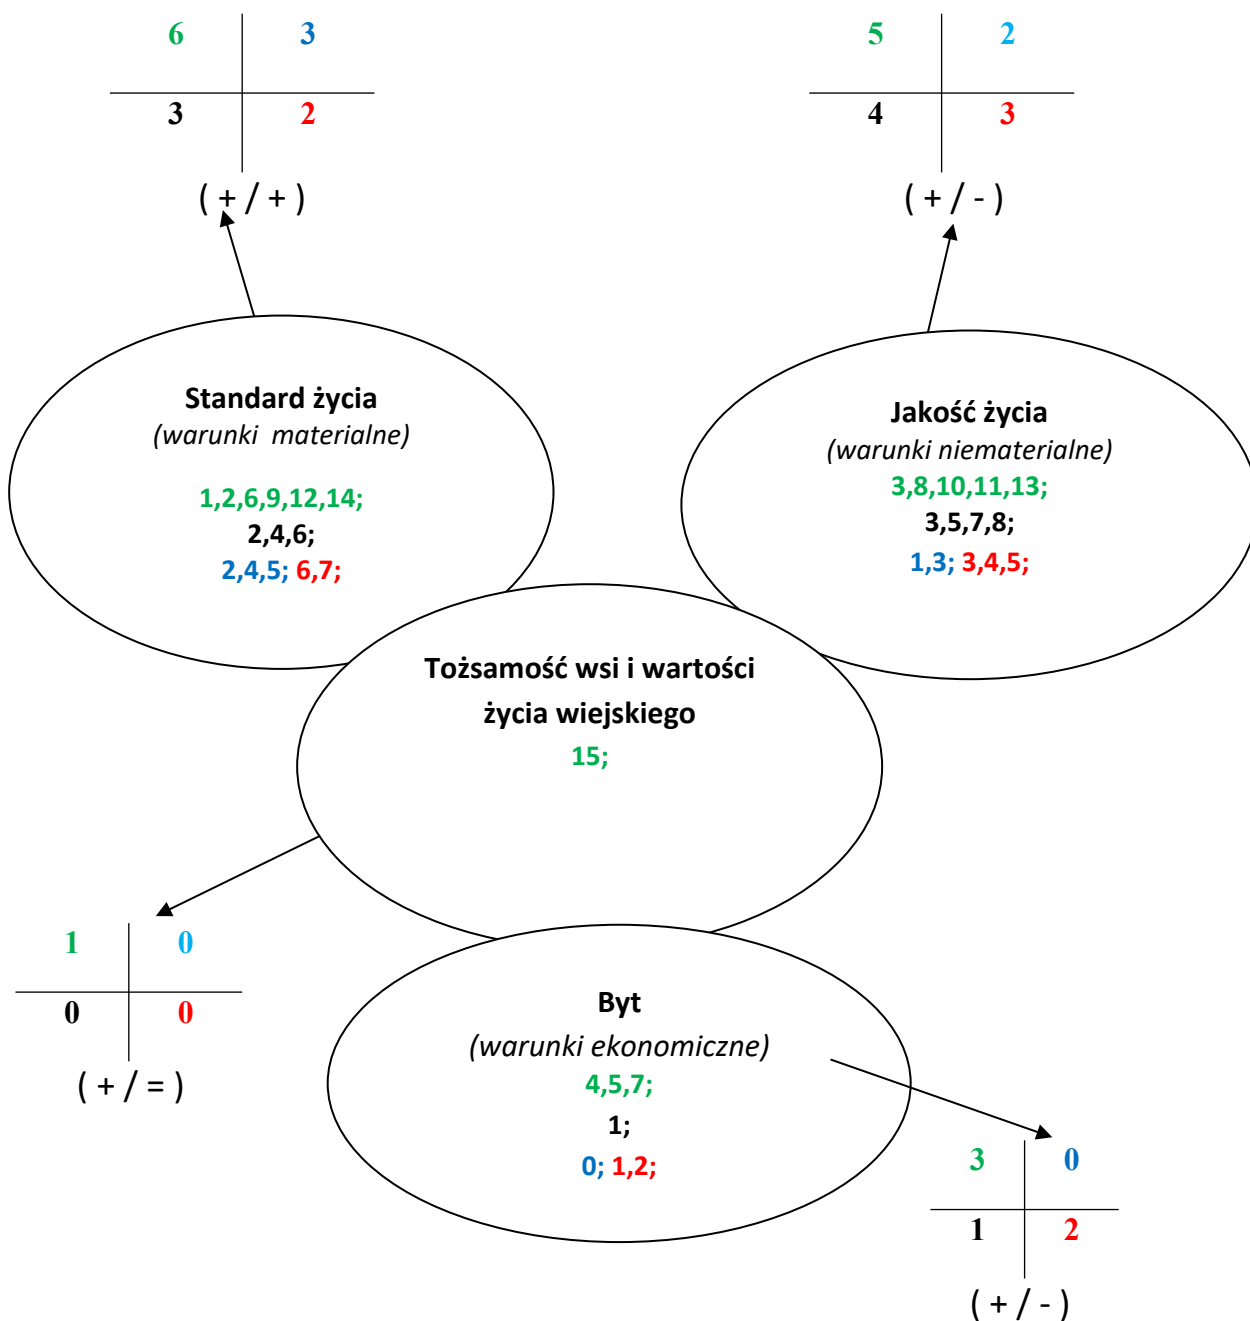 6 3
3 2
( + / + )
5 2
4 3
( + / - )
Standard życia
(warunki materialne)
1,2,6,9,12,14;
2,4,6;
2,4,5; 6,7;
Jakość życia
(warunki niematerialne)
3,8,10,11,13;
3,5,7,8;
1,3; 3,4,5;
Tożsamość wsi i wartości
życia wiejskiego
15;
1 0
0 0
( + / = )
Byt
(warunki ekonomiczne)
4,5,7;
1;
0; 1,2;
3 0
1 2
( + / - )